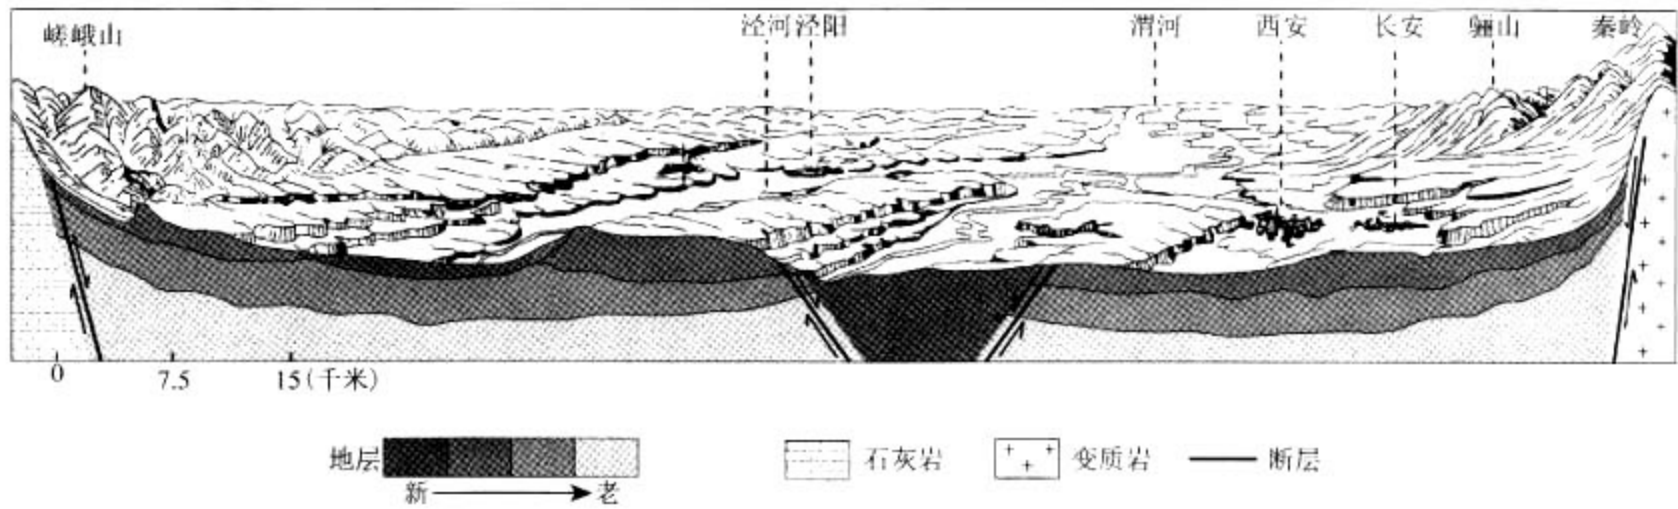 嵯峨山 泾河 泾阳 渭河 西安 长安 骊山 秦岭
0 7.5 15(千米)
地层 石灰岩 变质岩 断层
新 老